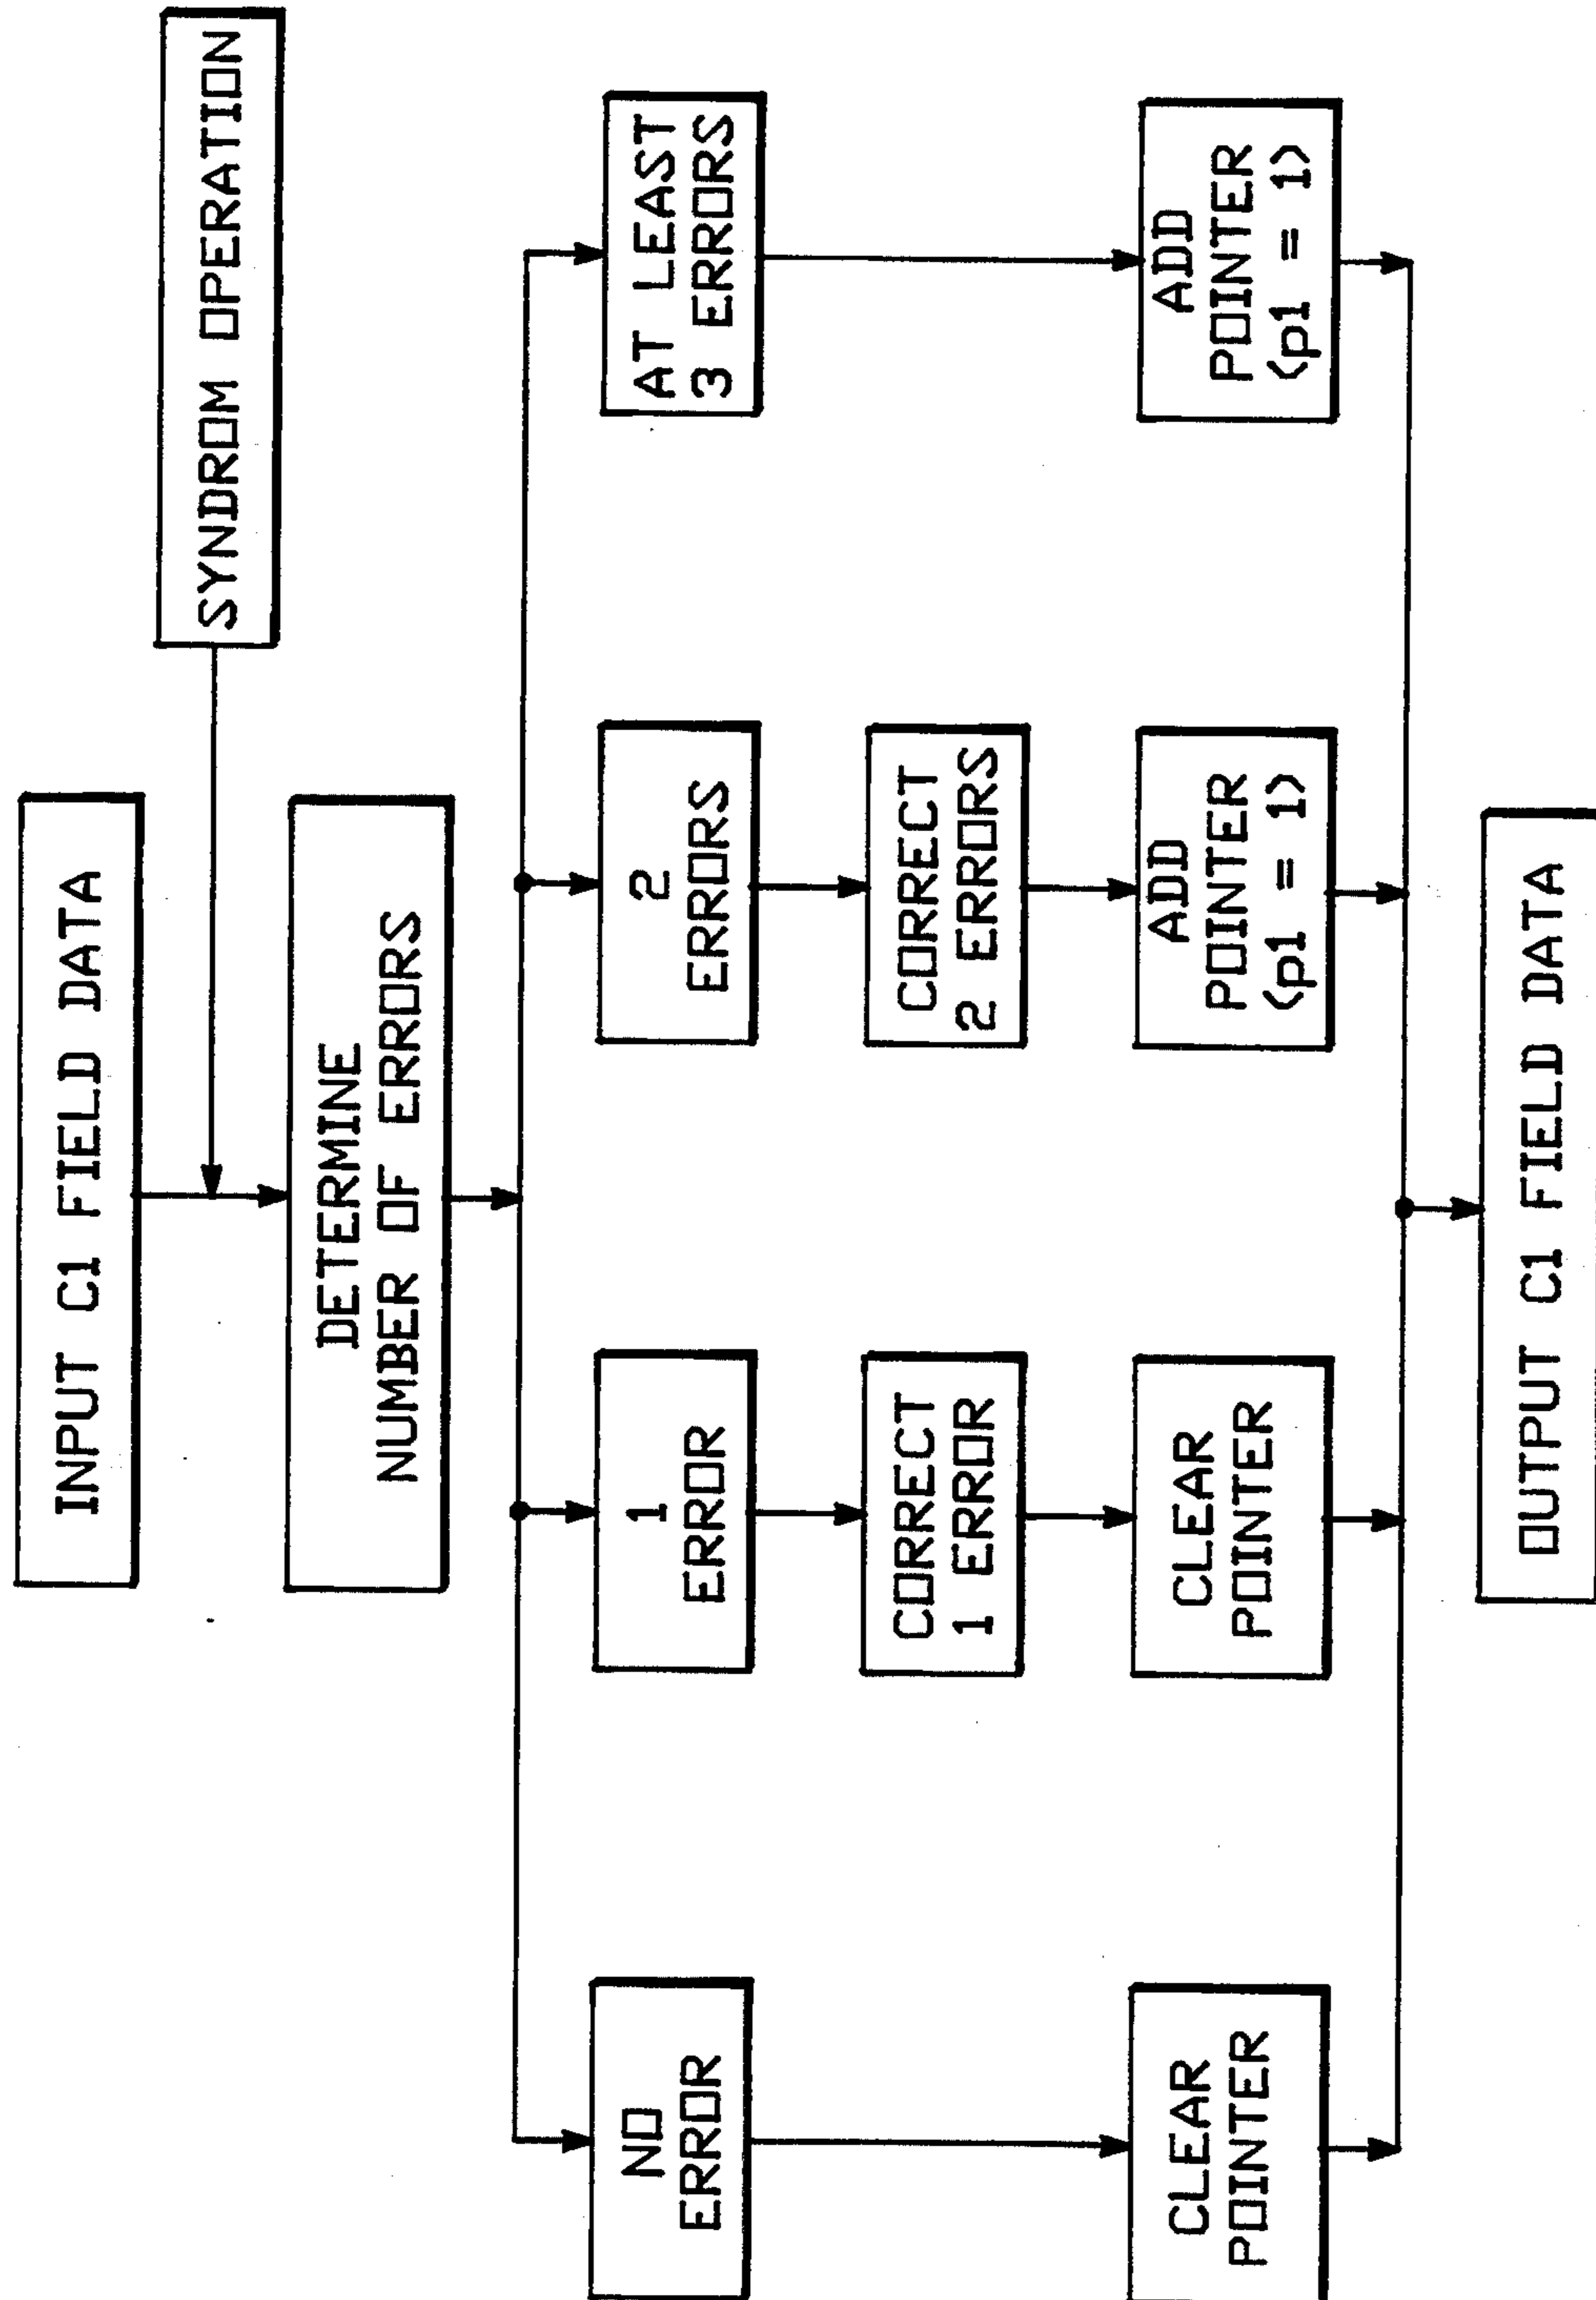 INPUT C1 FIELD DATA
SYNDROM OPERATION
DETERMINE
NUMBER OF ERRORS
NO
ERROR
1
ERROR
2
ERRORS
AT LEAST
3 ERRORS
CORRECT
1 ERROR
CORRECT
2 ERRORS
CLEAR
POINTER
CLEAR
POINTER
ADD
POINTER
(p1 = 1)
ADD
POINTER
(p1 = 1)
OUTPUT C1 FIELD DATA